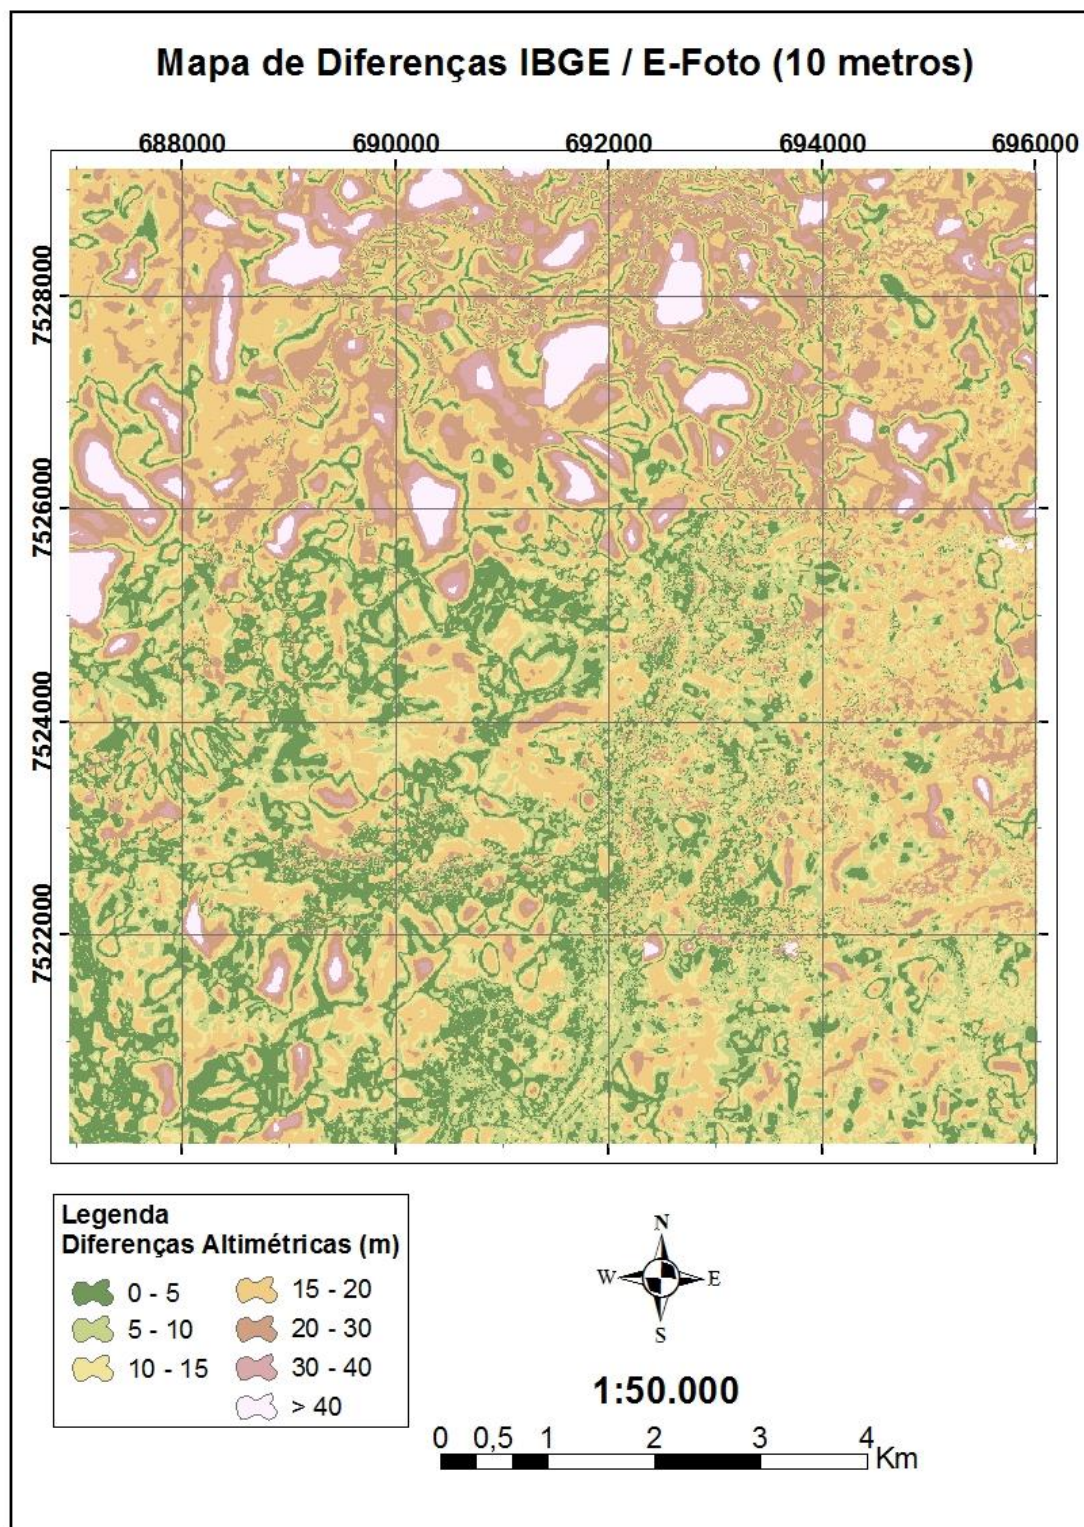 Mapa de Diferenças IBGE / E-Foto (10 metros)
688000 690000 692000 694000 696000
7528000
7526000
7524000
7522000
Legenda
Diferenças Altimétricas (m)
0 - 5
5 - 10
10 - 15
15 - 20
20 - 30
30 - 40
> 40
N
W E
S
1:50.000
0 0,5 1 2 3 4
Km